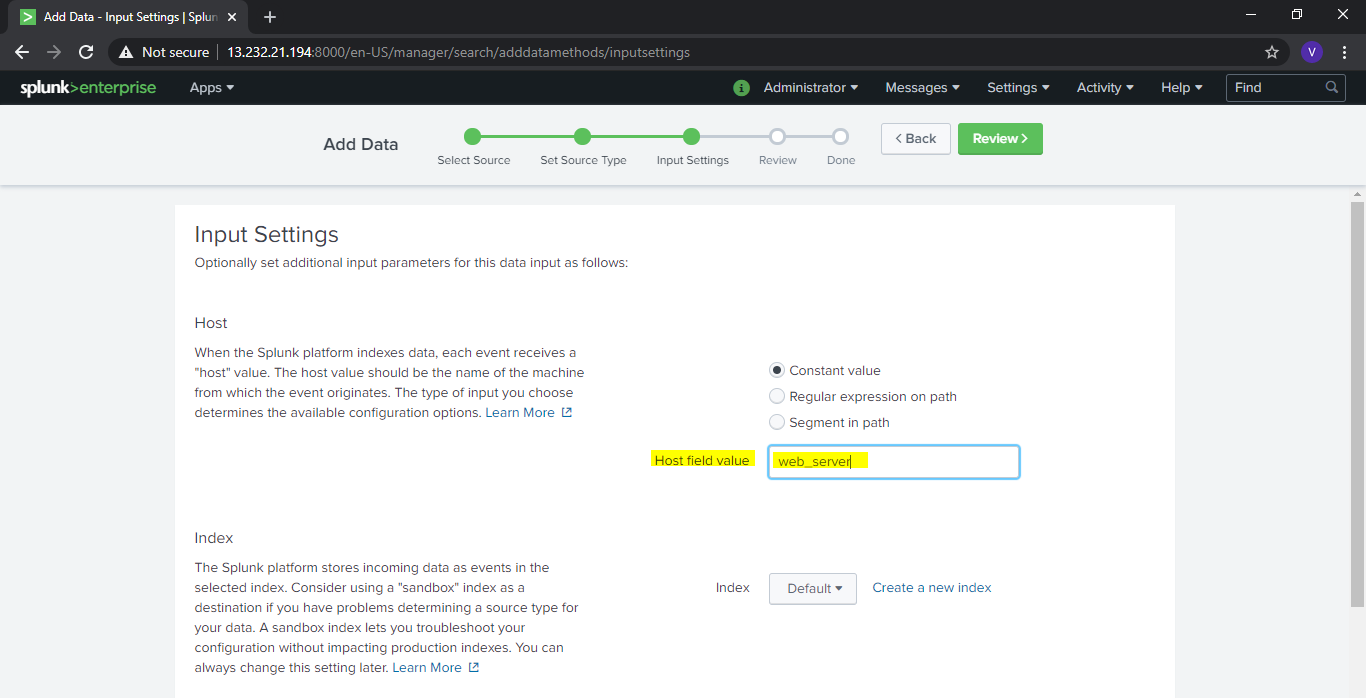 Add Data - Input Settings | Splun
Not secure 13.232.21.194:8000/en-US/manager/search/adddatamethods/inputsettings
V
splunk>enterprise Apps i Administrator Messages Settings Activity Help Find
Add Data
Select Source Set Source Type Input Settings Review Done
< Back
Review >
Input Settings
Optionally set additional input parameters for this data input as follows:
Host
When the Splunk platform indexes data, each event receives a
"host" value. The host value should be the name of the machine
from which the event originates. The type of input you choose
determines the available configuration options. Learn More
Constant value
Regular expression on path
Segment in path
Host field value web_server
Index
The Splunk platform stores incoming data as events in the
selected index. Consider using a "sandbox" index as a
destination if you have problems determining a source type for
your data. A sandbox index lets you troubleshoot your
configuration without impacting production indexes. You can
always change this setting later. Learn More
Index Default Create a new index